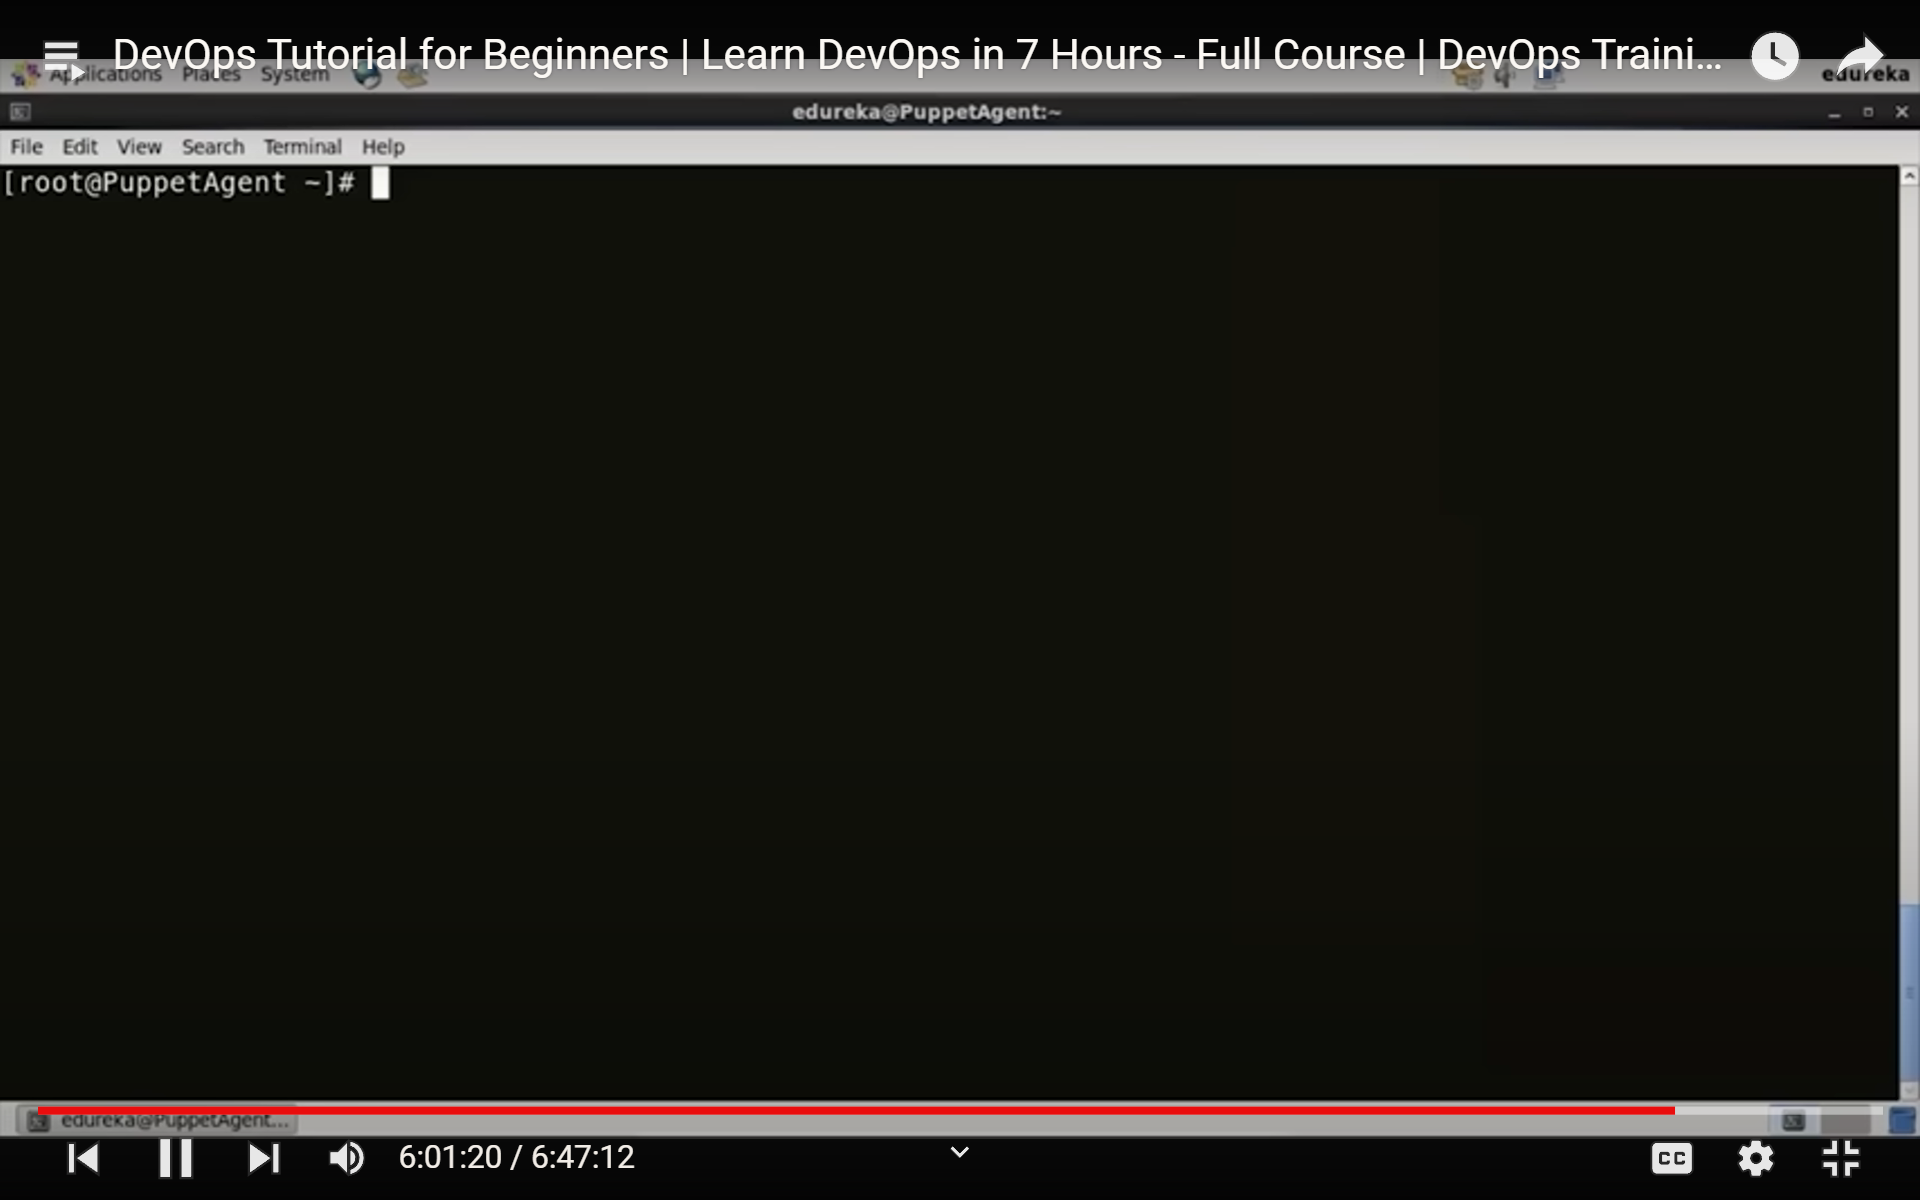 DevOps Tutorial for Beginners | Learn DevOps in 7 Hours - Full Course | DevOps Traini...
Applications Places System edureka
edureka@PuppetAgent:~
File Edit View Search Terminal Help
[root@PuppetAgent ~]#
edureka@PuppetAgent...
6:01:20 / 6:47:12
CC